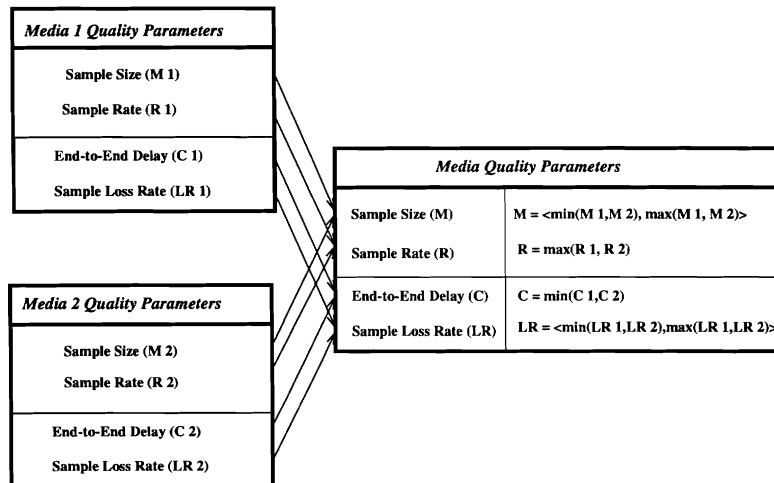 Media 1 Quality Parameters
Sample Size (M 1)
Sample Rate (R 1)
End-to-End Delay (C 1)
Sample Loss Rate (LR 1)
Media 2 Quality Parameters
Sample Size (M 2)
Sample Rate (R 2)
End-to-End Delay (C 2)
Sample Loss Rate (LR 2)
Media Quality Parameters
Sample Size (M) M = <min(M 1,M 2), max(M 1, M 2)>
Sample Rate (R) R = max(R 1, R 2)
End-to-End Delay (C) C = min(C 1,C 2)
Sample Loss Rate (LR) LR = <min(LR 1,LR 2),max(LR 1,LR 2)>